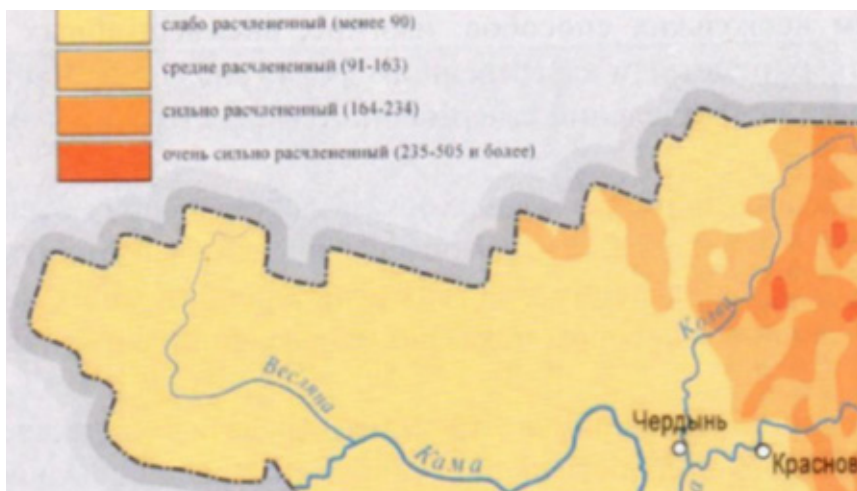 слабо расчлененный (менее 90)
средне расчлененный (91-163)
сильно расчлененный (164-234)
очень сильно расчлененный (235-505 и более)
Колва
Весляна
Чердынь
Кама
Краснов
а